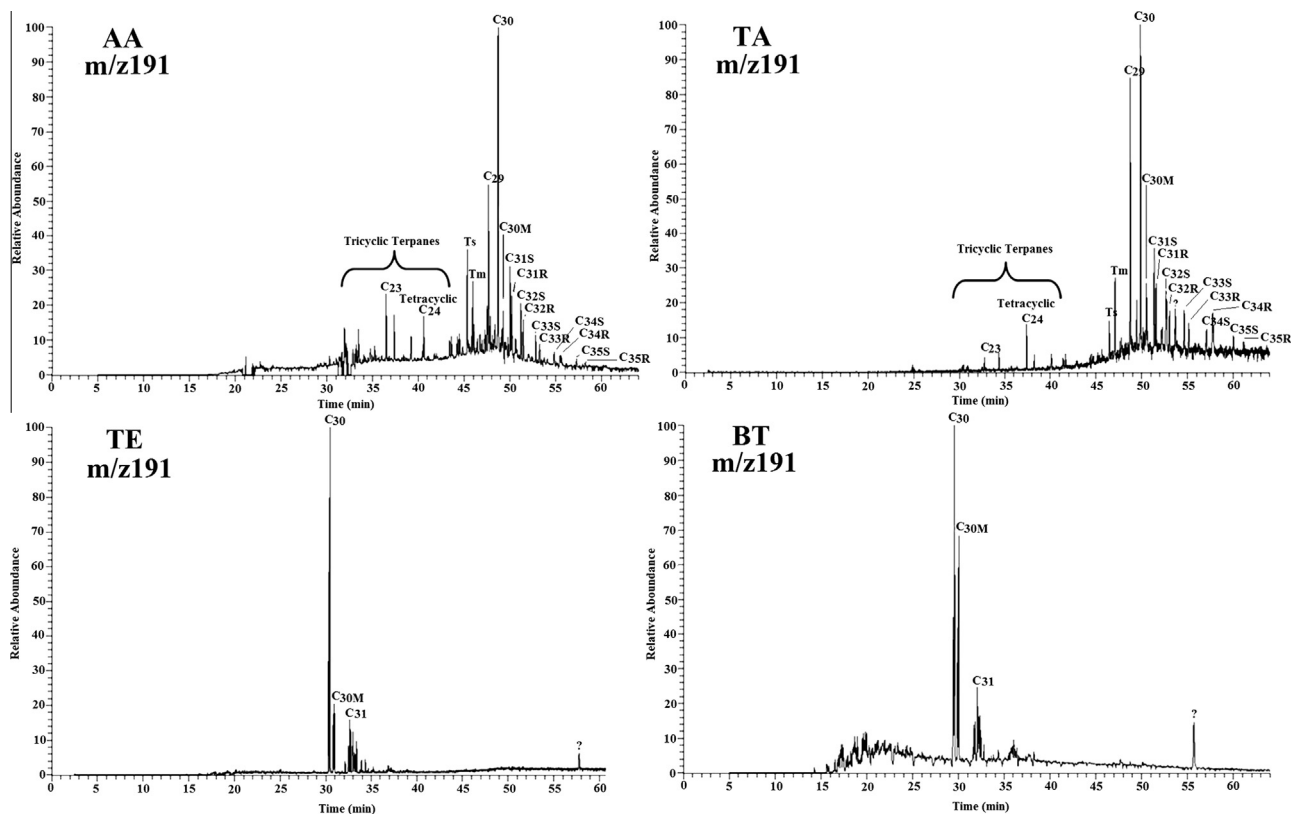 AA
m/z191
Relative Aboundance
100
90
80
70
60
50
40
30
20
10
0
0 5 10 15 20 25 30 35 40 45 50 55 60
Time (min)
Tricyclic Terpanes
C23
Tetracyclic
C24
Ts
Tm
C29
C30
C30M
C31S
C31R
C32S
C32R
C33S
C33R
C34S
C34R
C35S
C35R
TA
m/z191
Relative Aboundance
100
90
80
70
60
50
40
30
20
10
0
0 5 10 15 20 25 30 35 40 45 50 55 60
Time (min)
Tricyclic Terpanes
C23
Tetracyclic
C24
Ts
Tm
C29
C30
C30M
C31S
C31R
C32S
C32R
?
C33S
C33R
C34S
C34R
C35S
C35R
TE
m/z191
Relative Aboundance
100
90
80
70
60
50
40
30
20
10
0
0 5 10 15 20 25 30 35 40 45 50 55 60
Time (min)
C30
C30M
C31
?
BT
m/z191
Relative Aboundance
100
90
80
70
60
50
40
30
20
10
0
0 5 10 15 20 25 30 35 40 45 50 55 60
Time (min)
C30
C30M
C31
?